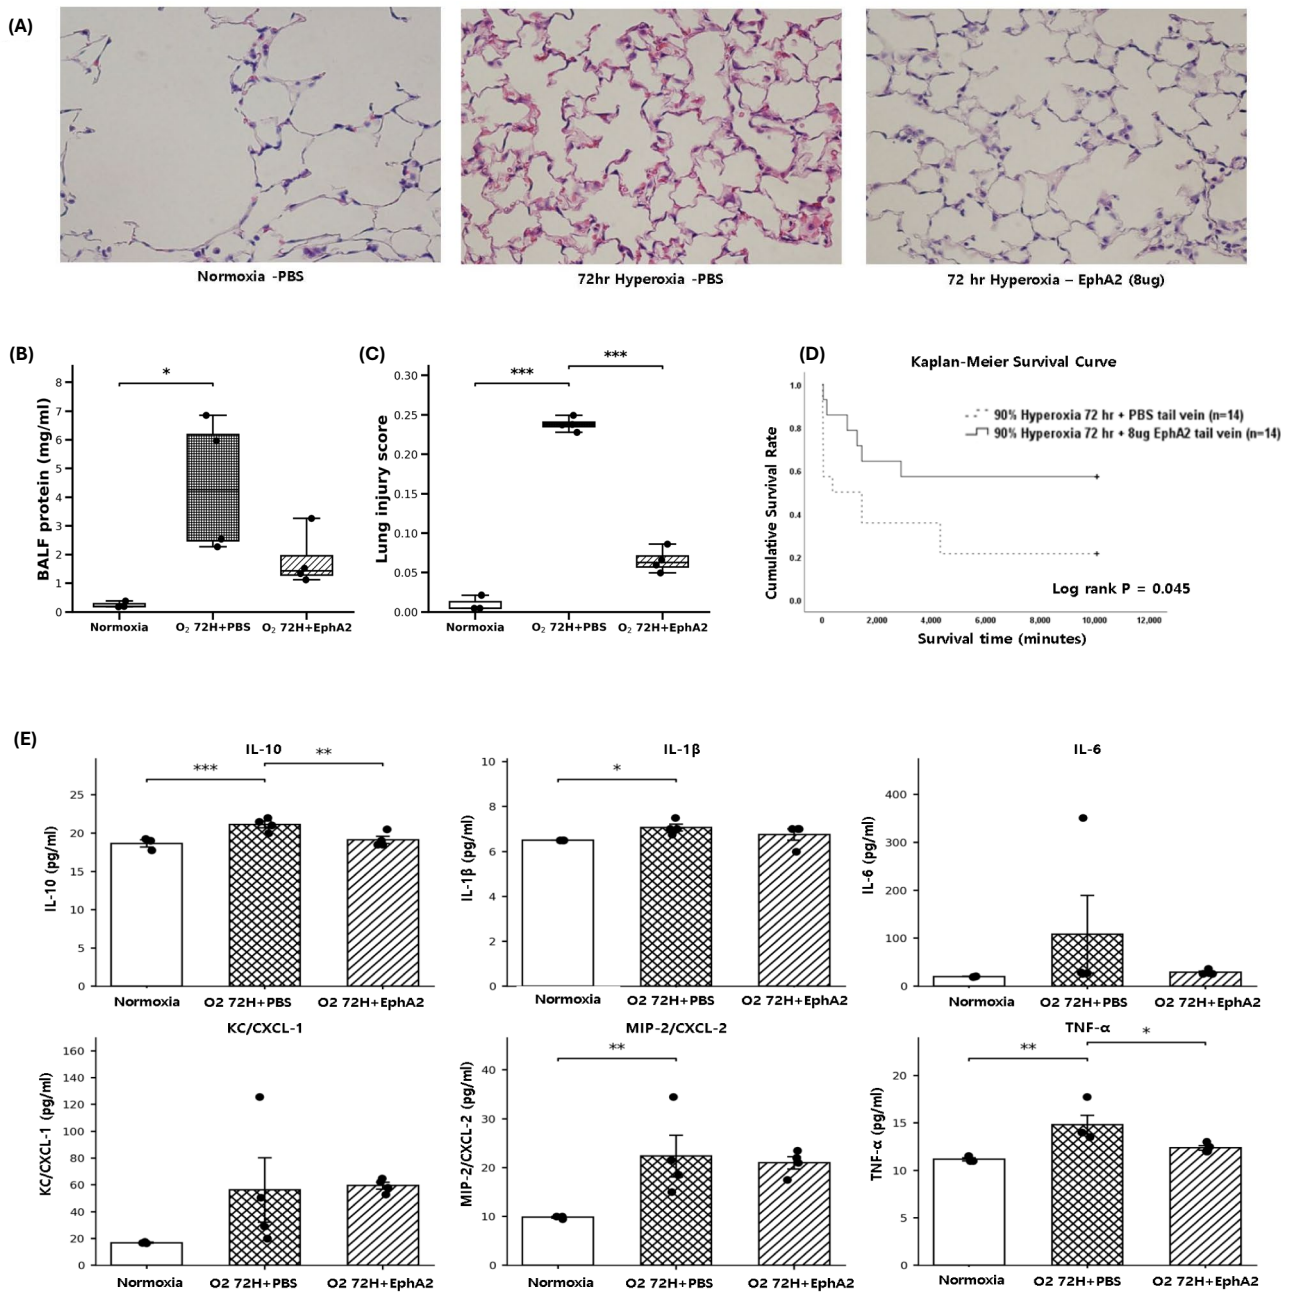 (A)
Normoxia -PBS
72hr Hyperoxia -PBS
72 hr Hyperoxia – EphA2 (8ug)
(B)
BALF protein (mg/ml)
8
7
6
5
4
3
2
1
0
*
Normoxia
O₂ 72H+PBS
O₂ 72H+EphA2
(C)
Lung injury score
0.30
0.25
0.20
0.15
0.10
0.05
0.00
***
***
Normoxia
O₂ 72H+PBS
O₂ 72H+EphA2
(D)
Kaplan-Meier Survival Curve
Cumulative Survival Rate
1.0
0.8
0.6
0.4
0.2
0.0
90% Hyperoxia 72 hr + PBS tail vein (n=14)
90% Hyperoxia 72 hr + 8ug EphA2 tail vein (n=14)
Log rank P = 0.045
0
2,000
4,000
6,000
8,000
10,000
12,000
Survival time (minutes)
(E)
IL-10
***
**
IL-10 (pg/ml)
25
20
15
10
5
0
Normoxia
O2 72H+PBS
O2 72H+EphA2
IL-1β
*
IL-1β (pg/ml)
10
8
6
4
2
0
Normoxia
O2 72H+PBS
O2 72H+EphA2
IL-6
IL-6 (pg/ml)
400
300
200
100
0
Normoxia
O2 72H+PBS
O2 72H+EphA2
KC/CXCL-1
KC/CXCL-1 (pg/ml)
160
140
120
100
80
60
40
20
0
Normoxia
O2 72H+PBS
O2 72H+EphA2
MIP-2/CXCL-2
**
MIP-2/CXCL-2 (pg/ml)
40
30
20
10
0
Normoxia
O2 72H+PBS
O2 72H+EphA2
TNF-α
**
*
TNF-α (pg/ml)
20
15
10
5
0
Normoxia
O2 72H+PBS
O2 72H+EphA2